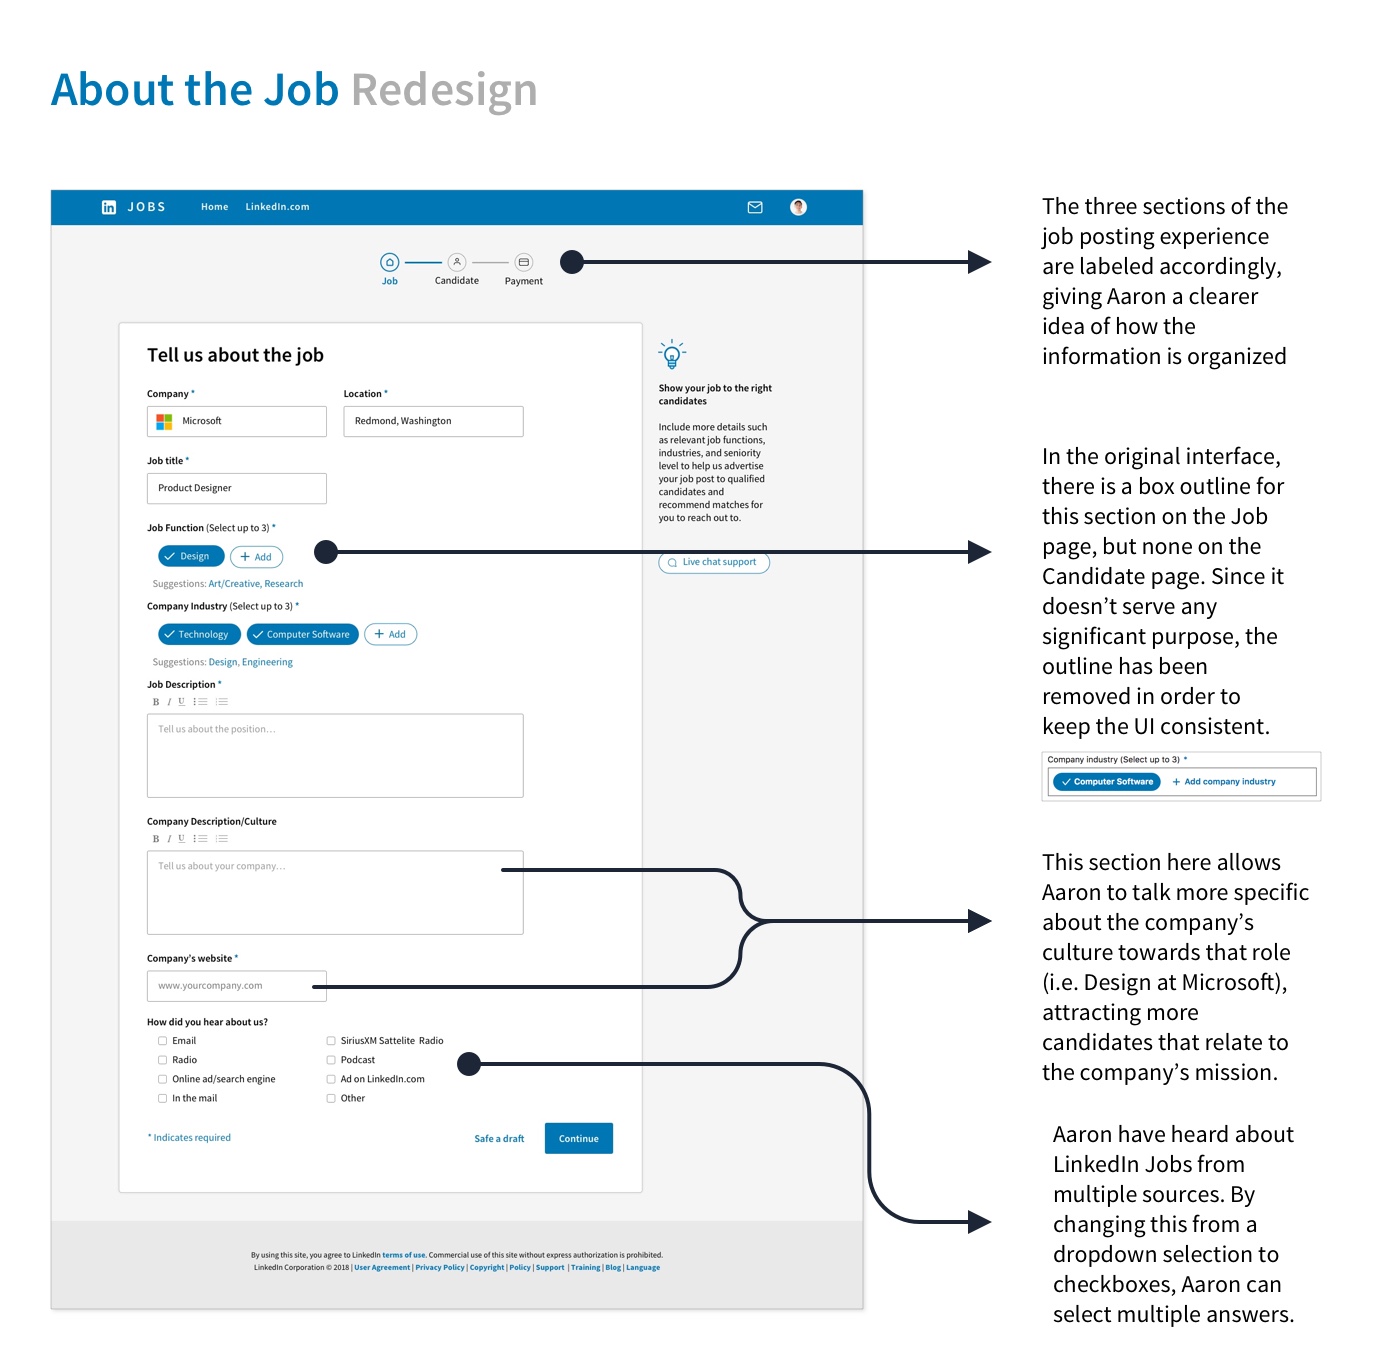 About the Job Redesign
in JOBS Home LinkedIn.com
Job Candidate Payment
Tell us about the job
Company * Location *
Microsoft Redmond, Washington
Job title *
Product Designer
Job Function (Select up to 3) *
Design + Add
Suggestions: Art/Creative, Research
Company Industry (Select up to 3) *
Technology Computer Software + Add
Suggestions: Design, Engineering
Job Description *
B I U
Tell us about the position...
Company Description/Culture
B I U
Tell us about your company...
Company's website *
www.yourcompany.com
How did you hear about us?
Email SiriusXM Sattelite Radio
Radio Podcast
Online ad/search engine Ad on LinkedIn.com
In the mail Other
* Indicates required Safe a draft Continue
Show your job to the right
candidates
Include more details such
as relevant job functions,
industries, and seniority
level to help us advertise
your job post to qualified
candidates and
recommend matches for
you to reach out to.
Live chat support
By using this site, you agree to LinkedIn terms of use. Commercial use of this site without express authorization is prohibited.
LinkedIn Corporation © 2018 | User Agreement | Privacy Policy | Copyright | Policy | Support | Training | Blog | Language
The three sections of the
job posting experience
are labeled accordingly,
giving Aaron a clearer
idea of how the
information is organized
In the original interface,
there is a box outline for
this section on the Job
page, but none on the
Candidate page. Since it
doesn't serve any
significant purpose, the
outline has been
removed in order to
keep the UI consistent.
Company industry (Select up to 3) *
Computer Software + Add company industry
This section here allows
Aaron to talk more specific
about the company's
culture towards that role
(i.e. Design at Microsoft),
attracting more
candidates that relate to
the company's mission.
Aaron have heard about
LinkedIn Jobs from
multiple sources. By
changing this from a
dropdown selection to
checkboxes, Aaron can
select multiple answers.